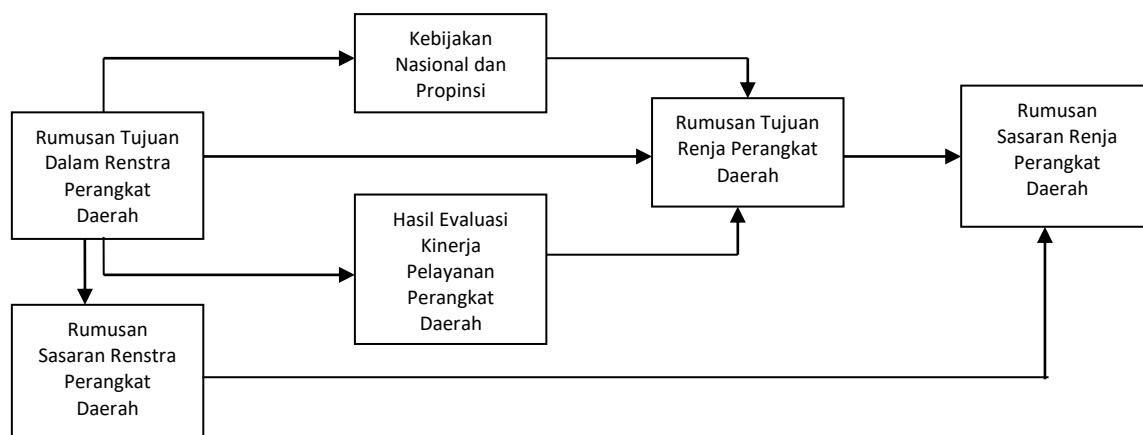 Kebijakan
Nasional dan
Propinsi
Rumusan Tujuan
Dalam Renstra
Perangkat
Daerah
Rumusan Tujuan
Renja Perangkat
Daerah
Rumusan
Sasaran Renja
Perangkat
Daerah
Hasil Evaluasi
Kinerja
Pelayanan
Perangkat
Daerah
Rumusan
Sasaran Renstra
Perangkat
Daerah